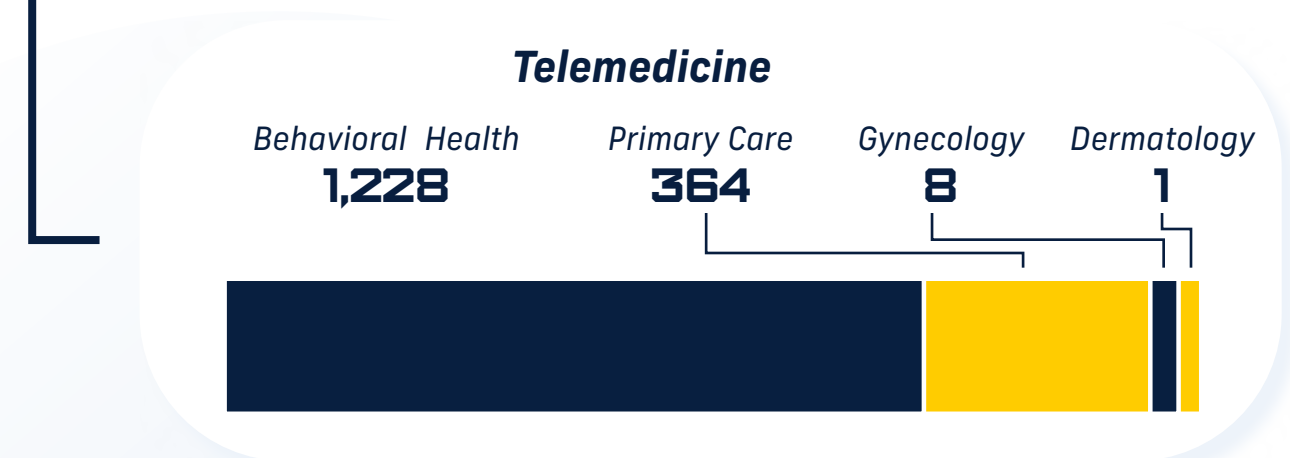 Telemedicine
Behavioral Health Primary Care Gynecology Dermatology
1,228 364 8 1